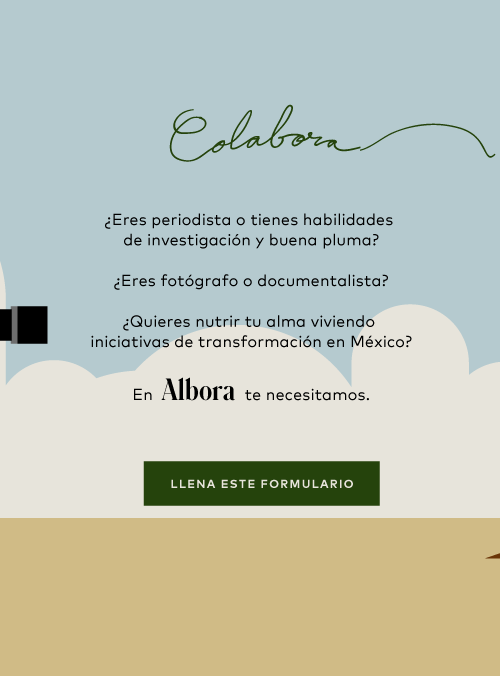 Colabora
¿Eres periodista o tienes habilidades
de investigación y buena pluma?
¿Eres fotógrafo o documentalista?
¿Quieres nutrir tu alma viviendo
iniciativas de transformación en México?
En Albora te necesitamos.
LLENA ESTE FORMULARIO